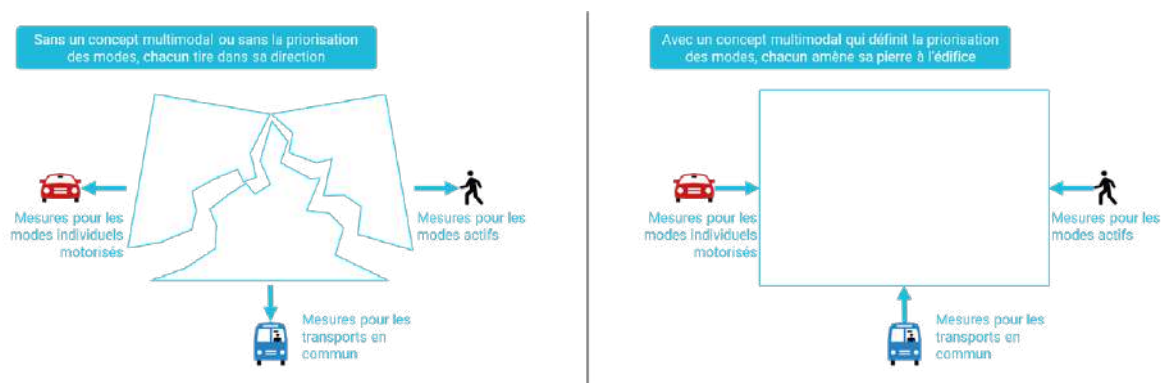 Sans un concept multimodal ou sans la priorisation
des modes, chacun tire dans sa direction
Mesures pour les
modes individuels
motorisés
Mesures pour les
modes actifs
Mesures pour les
transports en
commun
Avec un concept multimodal qui définit la priorisation
des modes, chacun amène sa pierre à l'édifice
Mesures pour les
modes individuels
motorisés
Mesures pour les
modes actifs
Mesures pour les
transports en
commun